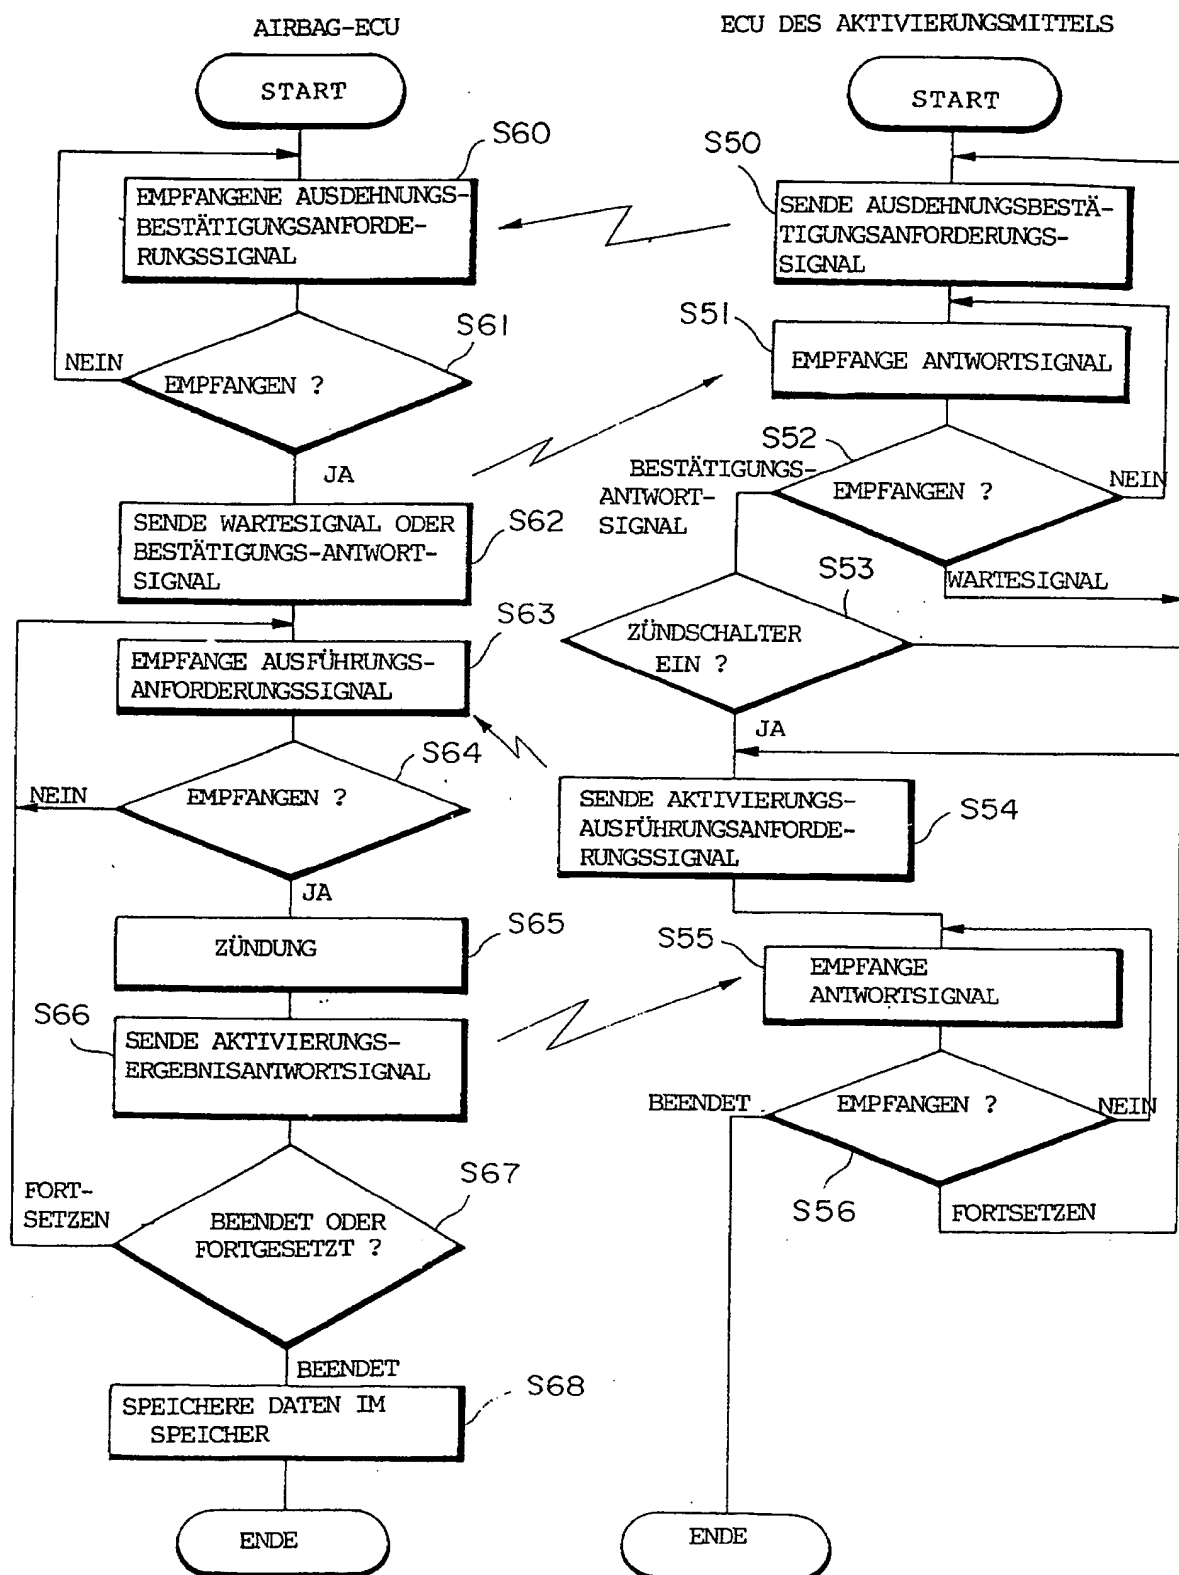 AIRBAG-ECU
START
S60
EMPFANGENE AUSDEHNUNGS-
BESTÄTIGUNGSANFORDE-
RUNGSSIGNAL
S61
NEIN
EMPFANGEN ?
JA
SENDE WARTESIGNAL ODER
BESTÄTIGUNGS-ANTWORT-
SIGNAL
S62
S63
EMPFANGE AUSFÜHRUNGS-
ANFORDERUNGSSIGNAL
S64
NEIN
EMPFANGEN ?
JA
ZÜNDUNG
S65
S66
SENDE AKTIVIERUNGS-
ERGEBNISANTWORTSIGNAL
S67
FORT-
SETZEN
BEENDET ODER
FORTGESETZT ?
BEENDET
SPEICHERE DATEN IM
SPEICHER
S68
ENDE
ECU DES AKTIVIERUNGSMITTELS
START
S50
SENDE AUSDEHNUNGSBESTÄ-
TIGUNGSANFORDERUNGS-
SIGNAL
S51
EMPFANGE ANTWORTSIGNAL
S52
BESTÄTIGUNGS-
ANTWORT-
SIGNAL
EMPFANGEN ?
NEIN
WARTESIGNAL
S53
ZÜNDSCHALTER
EIN ?
JA
SENDE AKTIVIERUNGS-
AUSFÜHRUNGSANFORDE-
RUNGSSIGNAL
S54
S55
EMPFANGE
ANTWORTSIGNAL
BEENDET
EMPFANGEN ?
NEIN
S56
FORTSETZEN
ENDE